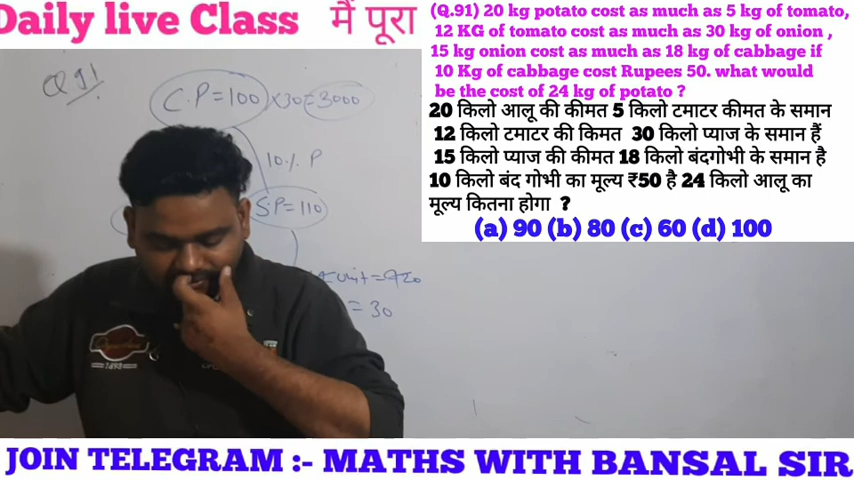 Daily live Class में पूरा
(Q.91) 20 kg potato cost as much as 5 kg of tomato,
12 KG of tomato cost as much as 30 kg of onion ,
15 kg onion cost as much as 18 kg of cabbage if
10 Kg of cabbage cost Rupees 50. what would
be the cost of 24 kg of potato ?
20 किलो आलू की कीमत 5 किलो टमाटर कीमत के समान
12 किलो टमाटर की किमत 30 किलो प्याज के समान हैं
15 किलो प्याज की कीमत 18 किलो बंदगोभी के समान है
10 किलो बंद गोभी का मूल्य ₹50 है 24 किलो आलू का
मूल्य कितना होगा ?
(a) 90 (b) 80 (c) 60 (d) 100
Q 91
C.P=100 ×30=3000
10% P
S.P=110
= 30
JOIN TELEGRAM :- MATHS WITH BANSAL SIR